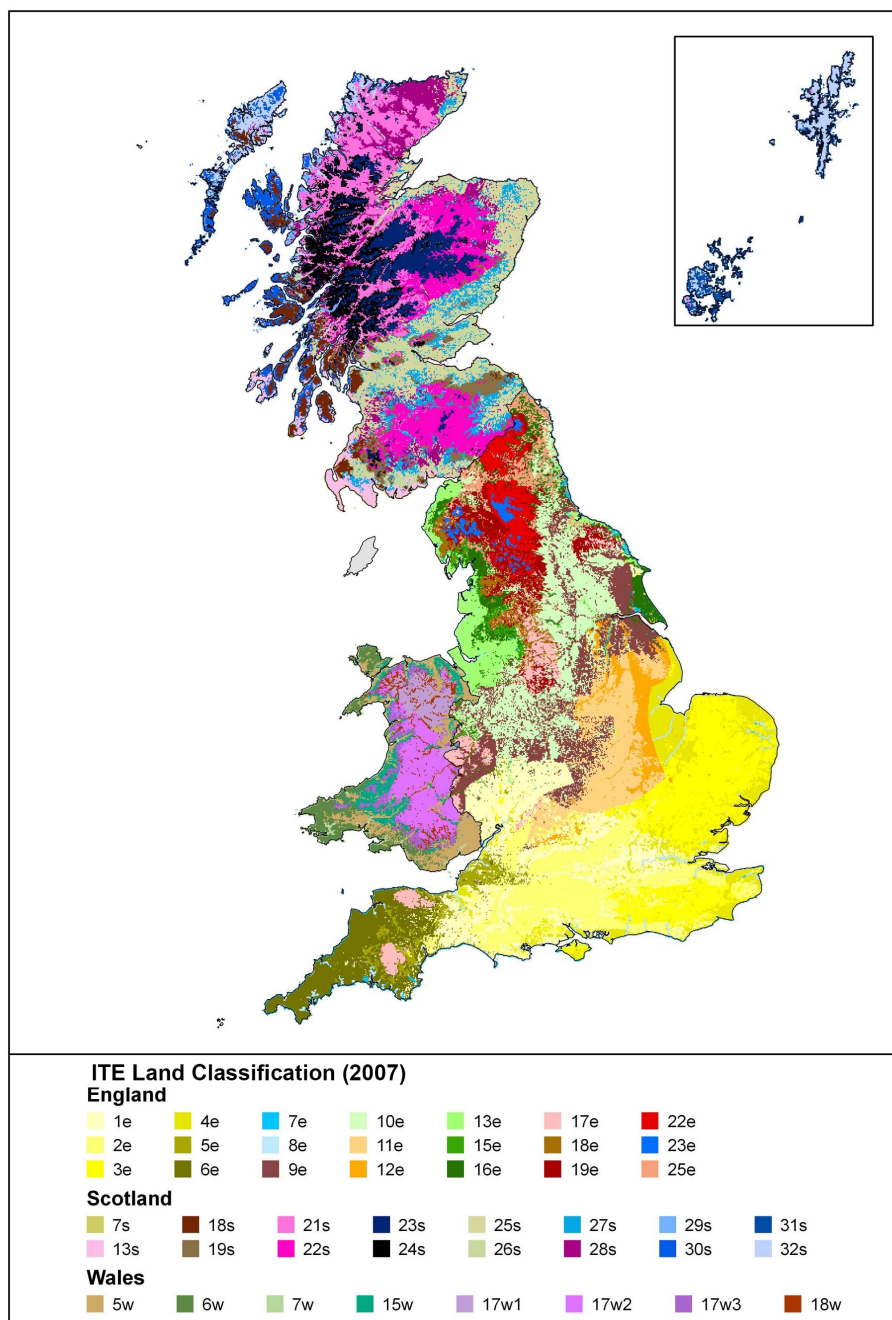 ITE Land Classification (2007)
England
1e 4e 7e 10e 13e 17e 22e
2e 5e 8e 11e 15e 18e 23e
3e 6e 9e 12e 16e 19e 25e
Scotland
7s 18s 21s 23s 25s 27s 29s 31s
13s 19s 22s 24s 26s 28s 30s 32s
Wales
5w 6w 7w 15w 17w1 17w2 17w3 18w